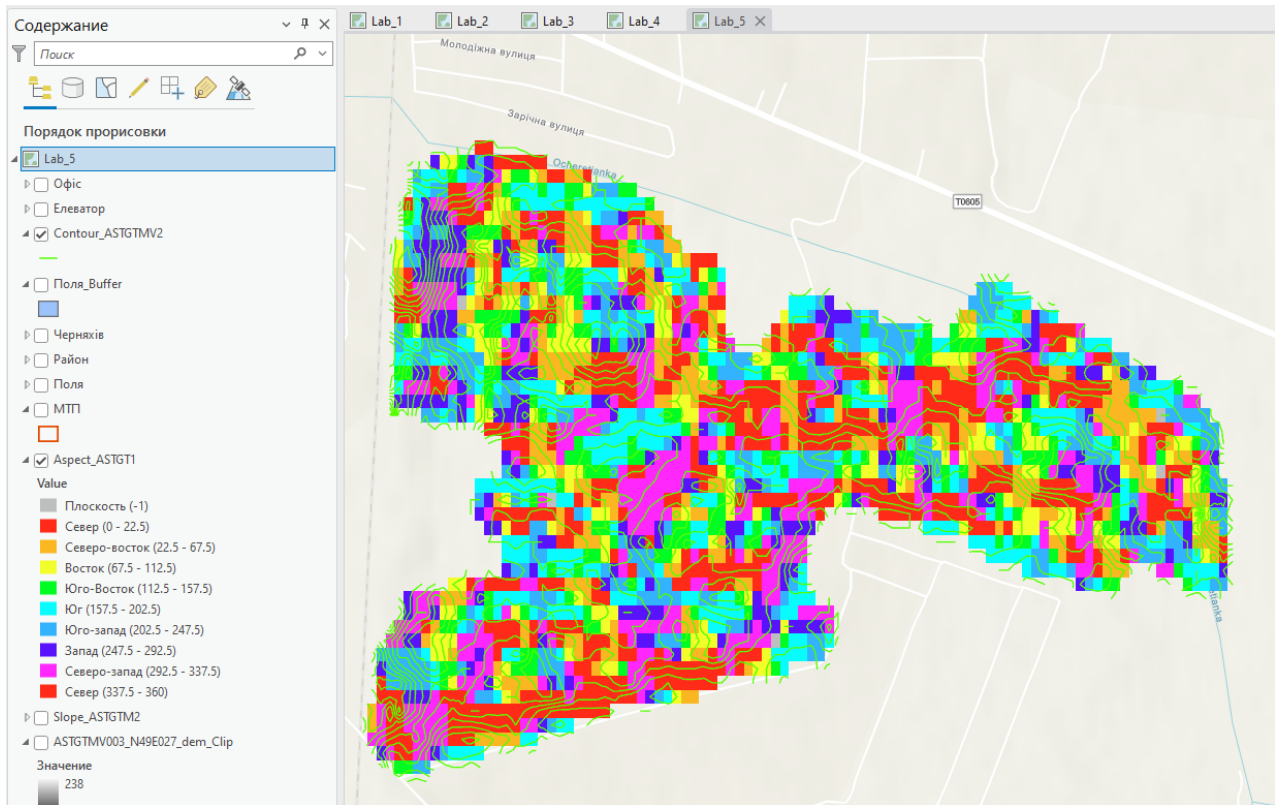 Содержание
Поиск
Порядок прорисовки
Lab_5
Офіс
Елеватор
Contour_ASTGTMV2
Поля_Buffer
Черняхів
Район
Поля
МТП
Aspect_ASTGT1
Value
Плоскость (-1)
Север (0 - 22.5)
Северо-восток (22.5 - 67.5)
Восток (67.5 - 112.5)
Юго-Восток (112.5 - 157.5)
Юг (157.5 - 202.5)
Юго-запад (202.5 - 247.5)
Запад (247.5 - 292.5)
Северо-запад (292.5 - 337.5)
Север (337.5 - 360)
Slope_ASTGTM2
ASTGTMV003_N49E027_dem_Clip
Значение
238
Lab_1 Lab_2 Lab_3 Lab_4 Lab_5
Молодіжна вулиця
Зарічна вулиця
Ocheretianka
T0605